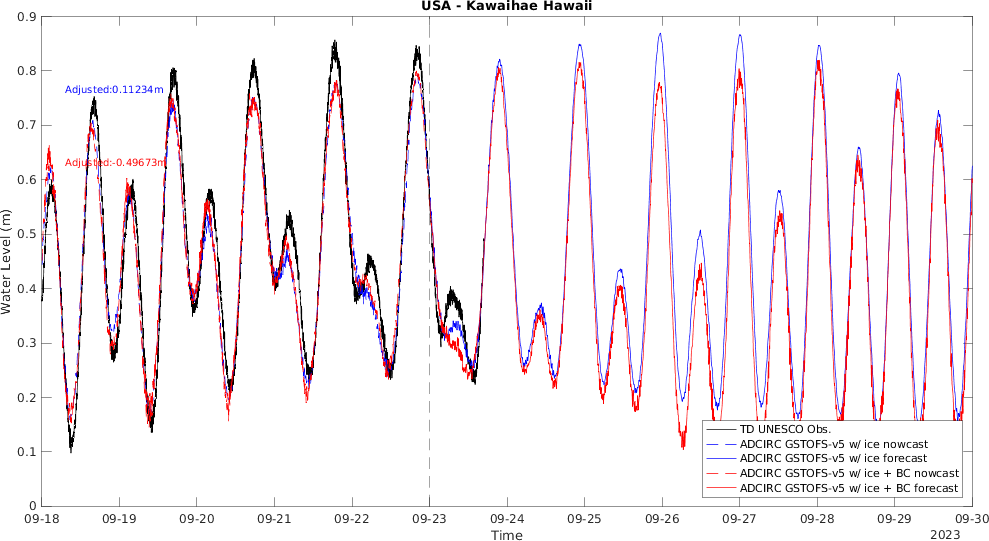 USA - Kawaihae Hawaii
0.9
0.8
0.7
0.6
0.5
0.4
0.3
0.2
0.1
0
Water Level (m)
Adjusted:0.11234m
Adjusted:-0.49673m
TD UNESCO Obs.
ADCIRC GSTOFS-v5 w/ ice nowcast
ADCIRC GSTOFS-v5 w/ ice forecast
ADCIRC GSTOFS-v5 w/ ice + BC nowcast
ADCIRC GSTOFS-v5 w/ ice + BC forecast
09-18 09-19 09-20 09-21 09-22 09-23 09-24 09-25 09-26 09-27 09-28 09-29 09-30
Time
2023